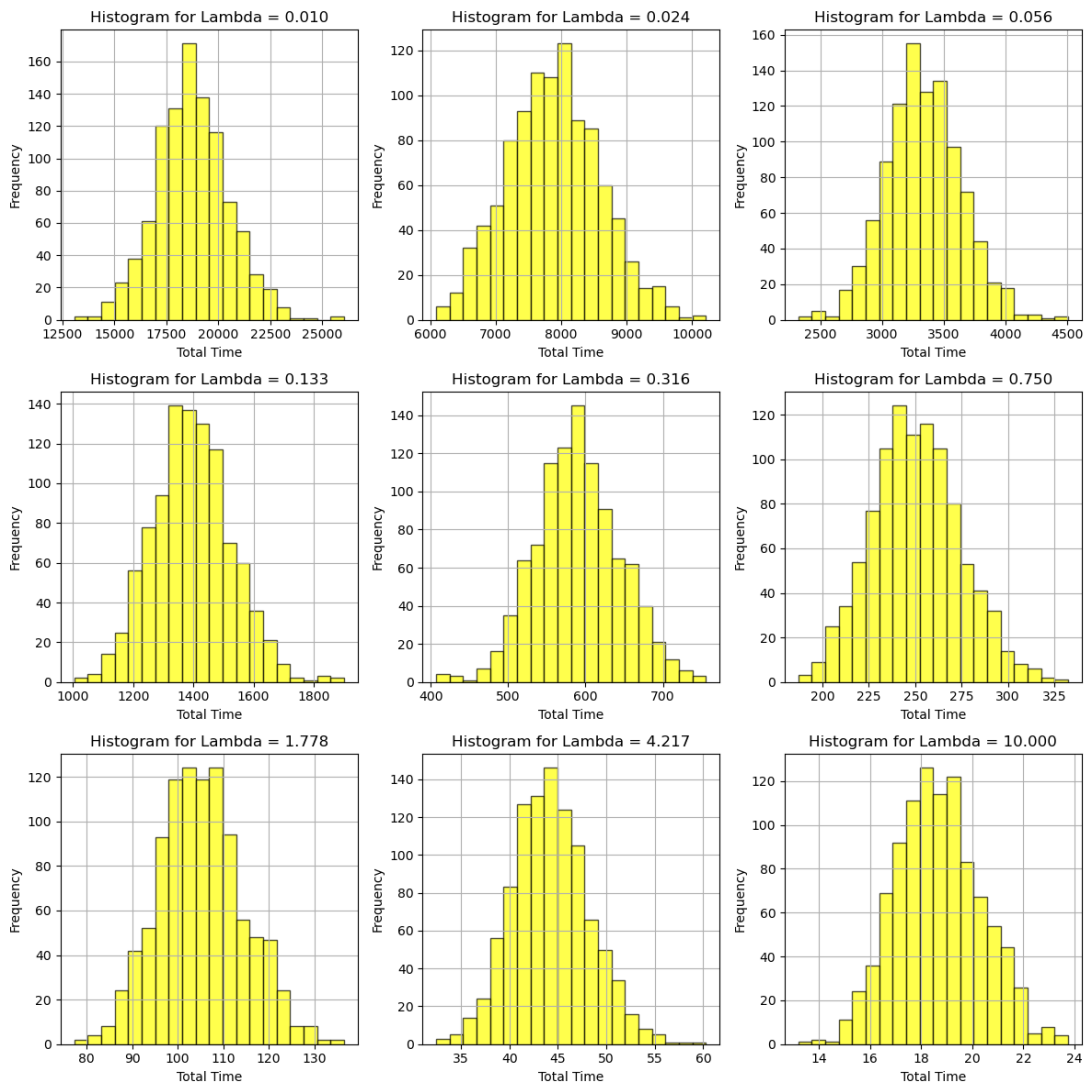 Histogram for Lambda = 0.010
Frequency
160
140
120
100
80
60
40
20
0
12500 15000 17500 20000 22500 25000
Total Time
Histogram for Lambda = 0.024
Frequency
120
100
80
60
40
20
0
6000 7000 8000 9000 10000
Total Time
Histogram for Lambda = 0.056
Frequency
160
140
120
100
80
60
40
20
0
2500 3000 3500 4000 4500
Total Time
Histogram for Lambda = 0.133
Frequency
140
120
100
80
60
40
20
0
1000 1200 1400 1600 1800
Total Time
Histogram for Lambda = 0.316
Frequency
140
120
100
80
60
40
20
0
400 500 600 700
Total Time
Histogram for Lambda = 0.750
Frequency
120
100
80
60
40
20
0
200 225 250 275 300 325
Total Time
Histogram for Lambda = 1.778
Frequency
120
100
80
60
40
20
0
80 90 100 110 120 130
Total Time
Histogram for Lambda = 4.217
Frequency
140
120
100
80
60
40
20
0
35 40 45 50 55 60
Total Time
Histogram for Lambda = 10.000
Frequency
120
100
80
60
40
20
0
14 16 18 20 22 24
Total Time